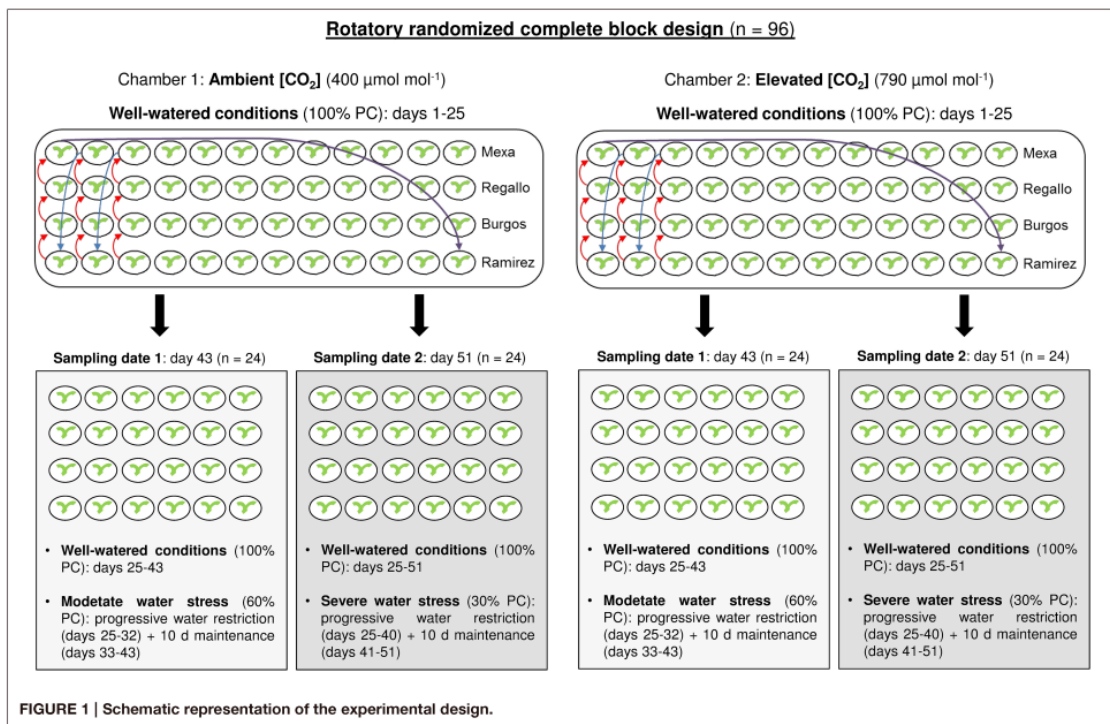 Rotatory randomized complete block design (n = 96)
Chamber 1: Ambient [CO₂] (400 µmol mol⁻¹)
Well-watered conditions (100% PC): days 1-25
Mexa
Regallo
Burgos
Ramirez
Sampling date 1: day 43 (n = 24)
• Well-watered conditions (100%
PC): days 25-43
• Modetate water stress (60%
PC): progressive water restriction
(days 25-32) + 10 d maintenance
(days 33-43)
Sampling date 2: day 51 (n = 24)
• Well-watered conditions (100%
PC): days 25-51
• Severe water stress (30% PC):
progressive water restriction
(days 25-40) + 10 d maintenance
(days 41-51)
Chamber 2: Elevated [CO₂] (790 µmol mol⁻¹)
Well-watered conditions (100% PC): days 1-25
Mexa
Regallo
Burgos
Ramirez
Sampling date 1: day 43 (n = 24)
• Well-watered conditions (100%
PC): days 25-43
• Modetate water stress (60%
PC): progressive water restriction
(days 25-32) + 10 d maintenance
(days 33-43)
Sampling date 2: day 51 (n = 24)
• Well-watered conditions (100%
PC): days 25-51
• Severe water stress (30% PC):
progressive water restriction
(days 25-40) + 10 d maintenance
(days 41-51)
FIGURE 1 | Schematic representation of the experimental design.